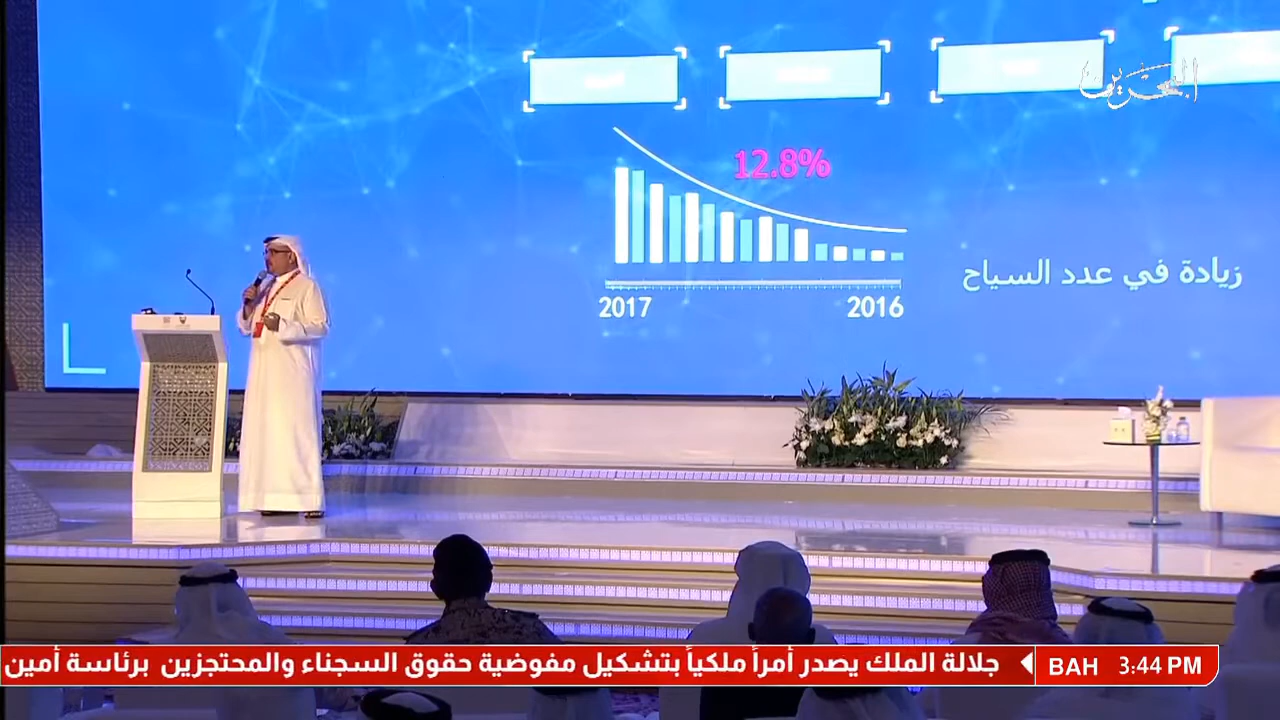 البحرين
12.8%
زيادة في عدد السياح
2017 2016
BAH 3:44 PM
جلالة الملك يصدر أمراً ملكياً بتشكيل مفوضية حقوق السجناء والمحتجزين برئاسة أمين